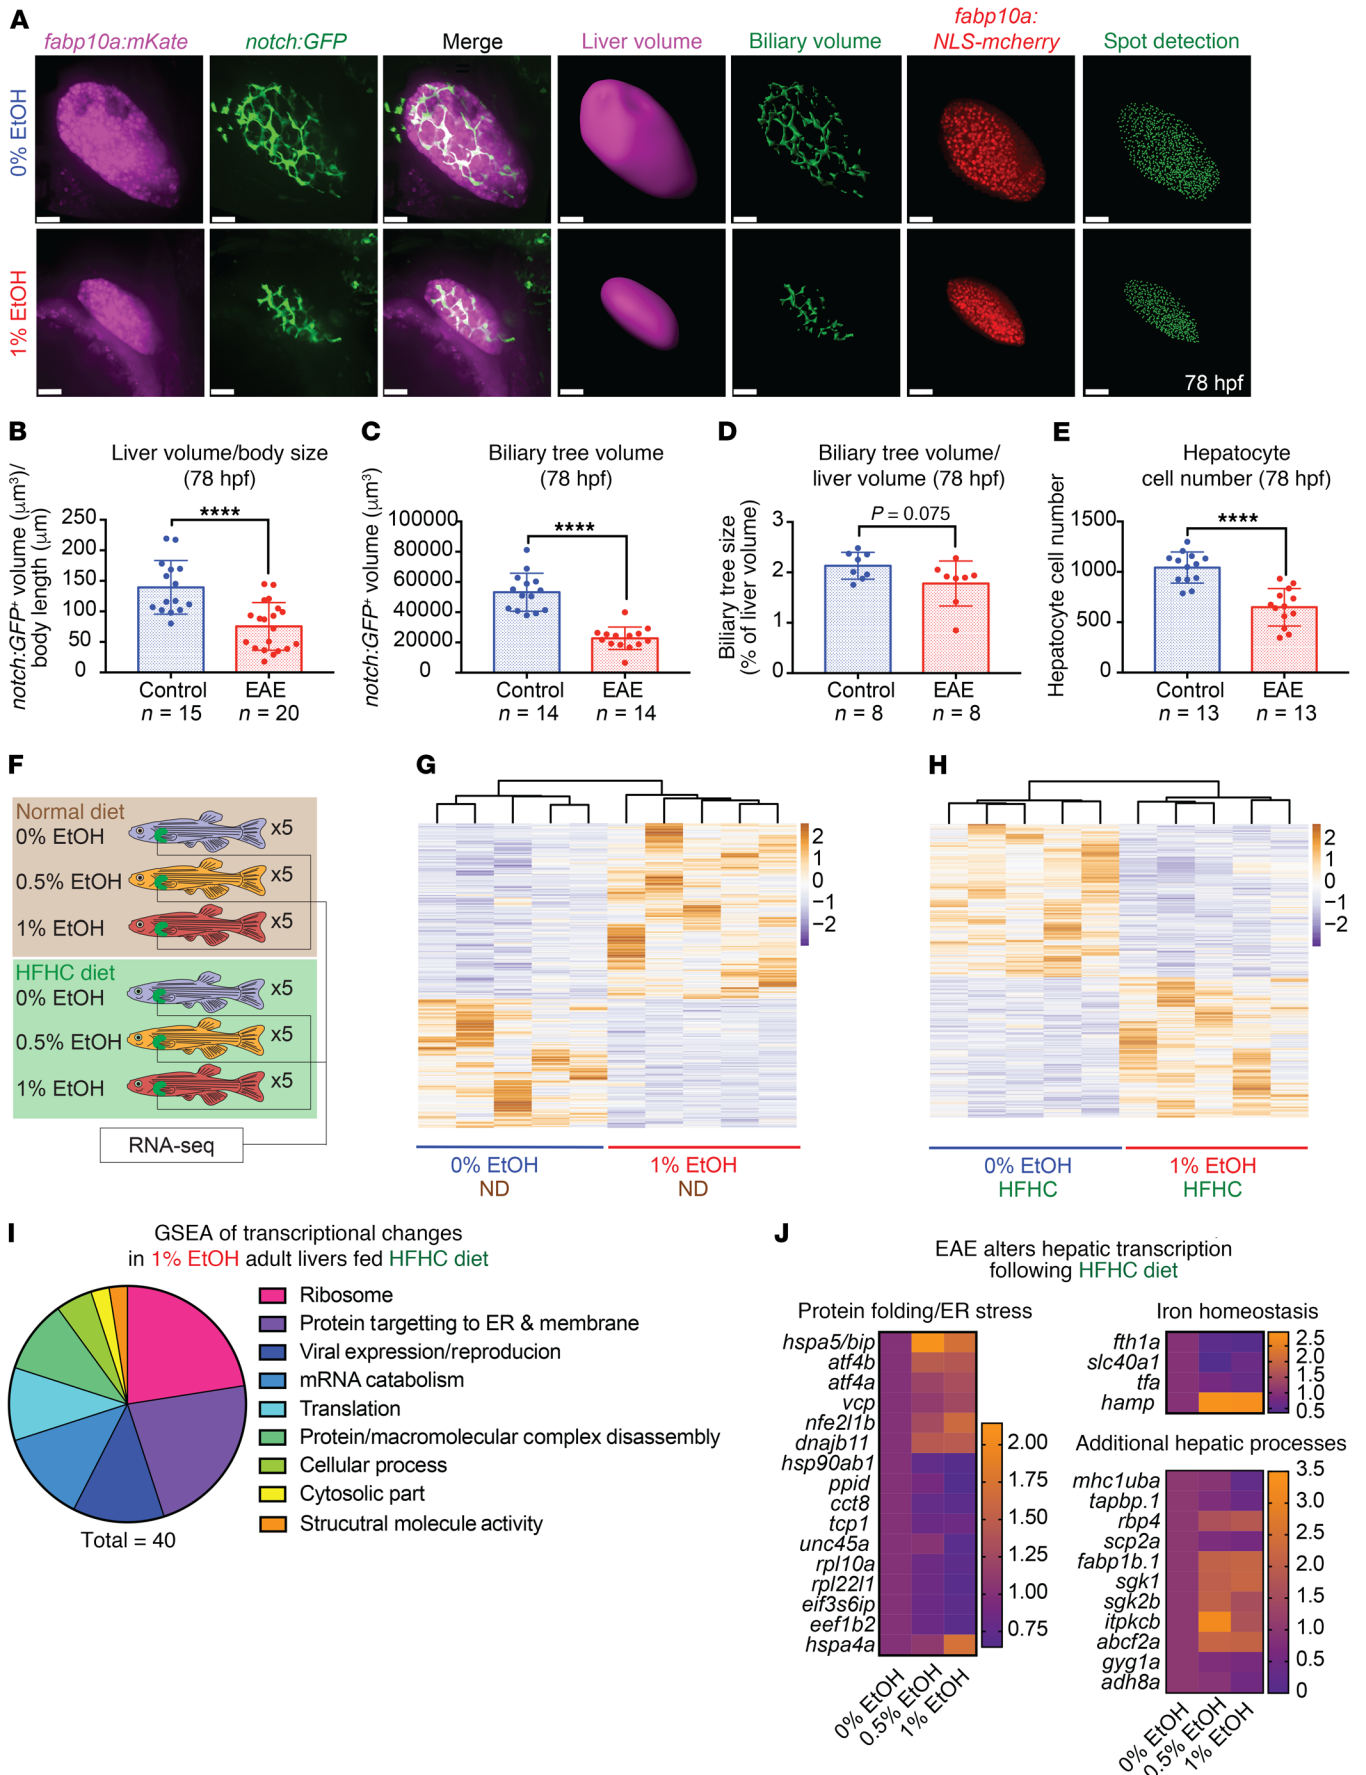 A
fabp10a:mKate
notch:GFP
Merge
Liver volume
Biliary volume
fabp10a:
NLS-mcherry
Spot detection
0% EtOH
1% EtOH
78 hpf
B
Liver volume/body size
(78 hpf)
notch:GFP+ volume (μm3)/
body length (μm)
250
200
150
100
50
0
****
Control
n = 15
EAE
n = 20
C
Biliary tree volume
(78 hpf)
notch:GFP+ volume (μm3)
100000
80000
60000
40000
20000
0
****
Control
n = 14
EAE
n = 14
D
Biliary tree volume/
liver volume (78 hpf)
Biliary tree size
(% of liver volume)
3
2
1
0
P = 0.075
Control
n = 8
EAE
n = 8
E
Hepatocyte
cell number (78 hpf)
Hepatocyte cell number
1500
1000
500
0
****
Control
n = 13
EAE
n = 13
F
Normal diet
0% EtOH
x5
0.5% EtOH
x5
1% EtOH
x5
HFHC diet
0% EtOH
x5
0.5% EtOH
x5
1% EtOH
x5
RNA-seq
G
2
1
0
−1
−2
0% EtOH
ND
1% EtOH
ND
H
2
1
0
−1
−2
0% EtOH
HFHC
1% EtOH
HFHC
I
GSEA of transcriptional changes
in 1% EtOH adult livers fed HFHC diet
Ribosome
Protein targetting to ER & membrane
Viral expression/reproducion
mRNA catabolism
Translation
Protein/macromolecular complex disassembly
Cellular process
Cytosolic part
Strucutral molecule activity
Total = 40
J
EAE alters hepatic transcription
following HFHC diet
Protein folding/ER stress
hspa5/bip
atf4b
atf4a
vcp
nfe2l1b
dnajb11
hsp90ab1
ppid
cct8
tcp1
unc45a
rpl10a
rpl22l1
eif3s6ip
eef1b2
hspa4a
2.00
1.75
1.50
1.25
1.00
0.75
0% EtOH
0.5% EtOH
1% EtOH
Iron homeostasis
fth1a
slc40a1
tfa
hamp
2.5
2.0
1.5
1.0
0.5
Additional hepatic processes
mhc1uba
tapbp.1
rbp4
scp2a
fabp1b.1
sgk1
sgk2b
itpkcb
abcf2a
gyg1a
adh8a
3.5
3.0
2.5
2.0
1.5
1.0
0.5
0
0% EtOH
0.5% EtOH
1% EtOH